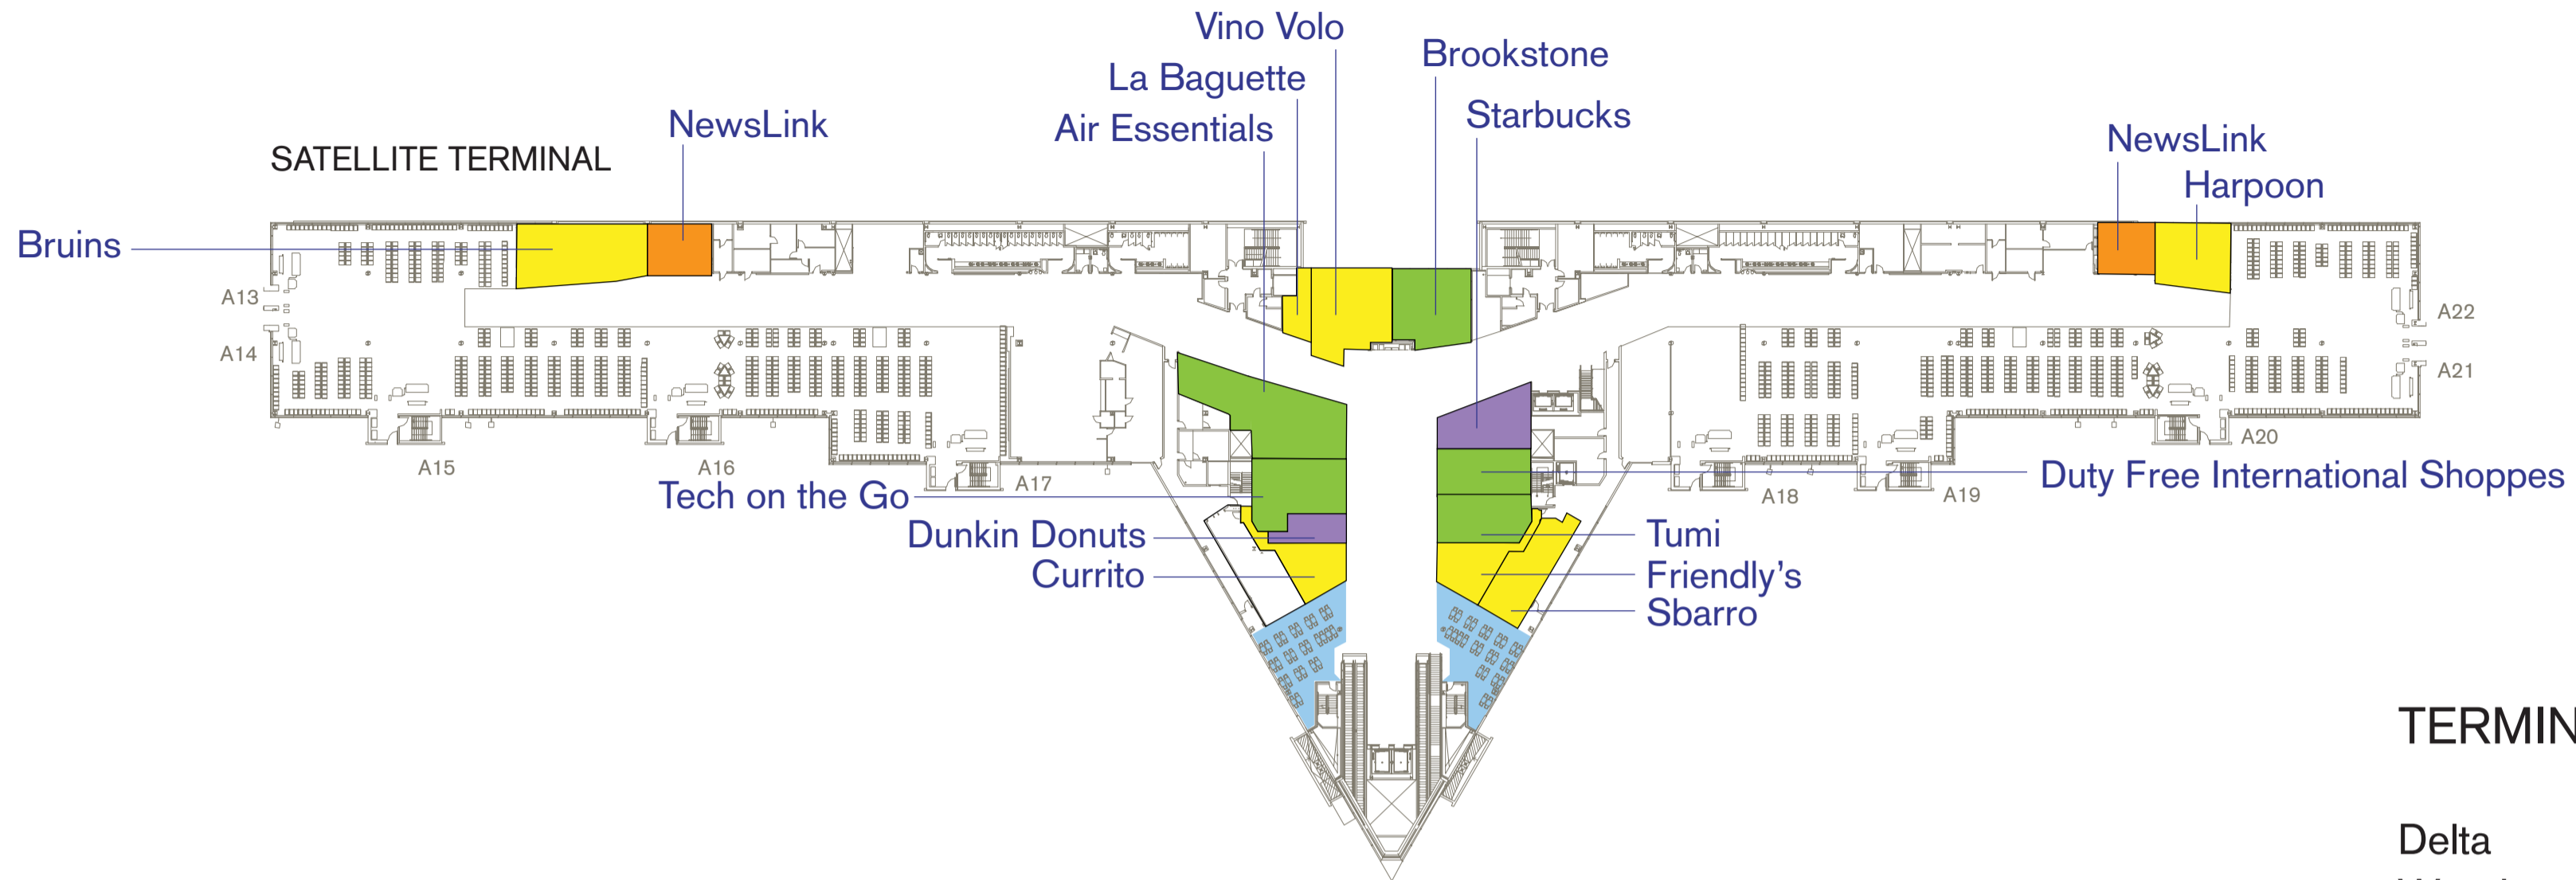 Vino Volo
Brookstone
La Baguette
Starbucks
Air Essentials
NewsLink
NewsLink
SATELLITE TERMINAL
Harpoon
Bruins
A13
A22
A14
A21
A15
A16
A17
A18
A19
A20
Tech on the Go
Duty Free International Shoppes
Dunkin Donuts
Tumi
Currito
Friendly's
Sbarro
TERMIN
Delta